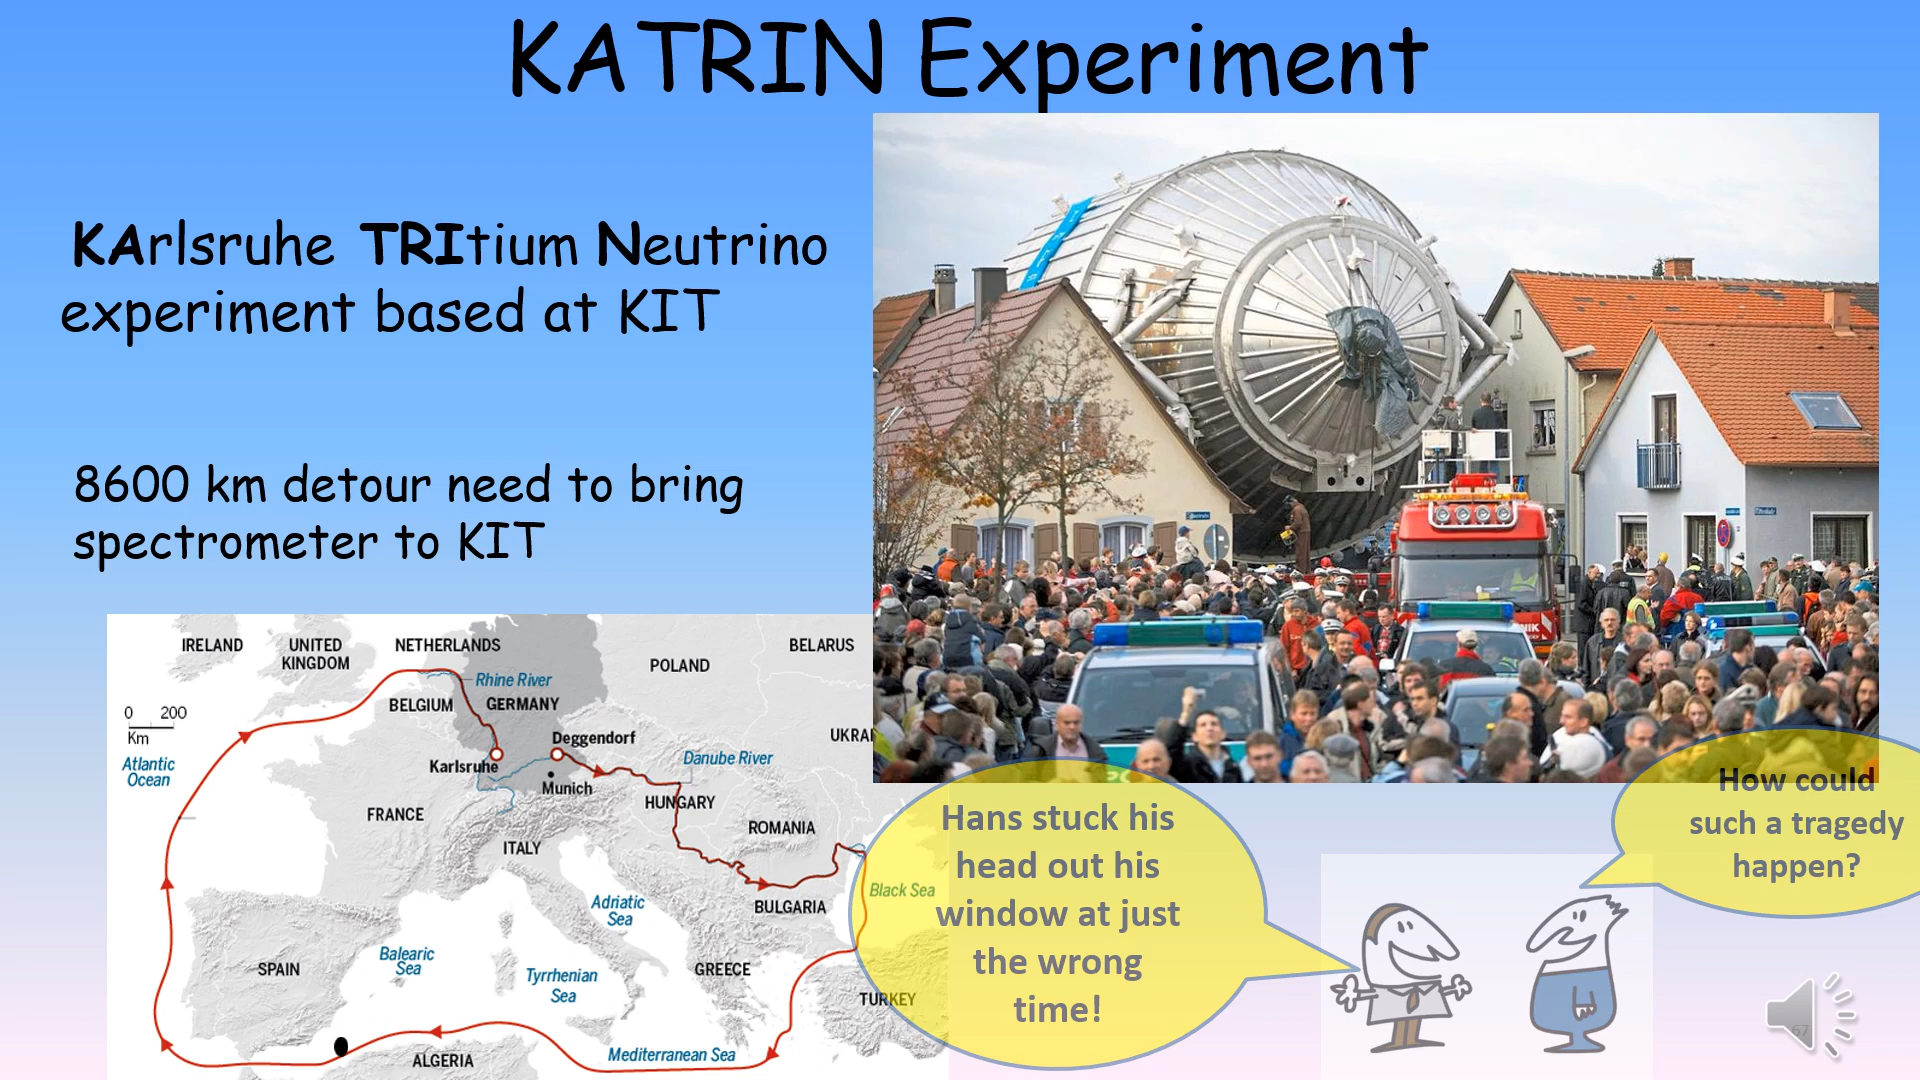 KATRIN Experiment
KArlsruhe TRItium Neutrino
experiment based at KIT
8600 km detour need to bring
spectrometer to KIT
IRELAND
UNITED
KINGDOM
NETHERLANDS
BELARUS
POLAND
Rhine River
BELGIUM
GERMANY
0 200
Km
Deggendorf
UKRAI
Atlantic
Ocean
Karlsruhe
Danube River
Munich
FRANCE
HUNGARY
ROMANIA
ITALY
Black Sea
Adriatic
Sea
BULGARIA
Balearic
Sea
SPAIN
Tyrrhenian
Sea
GREECE
TURKEY
ALGERIA
Mediterranean Sea
Hans stuck his
head out his
window at just
the wrong
time!
How could
such a tragedy
happen?
67